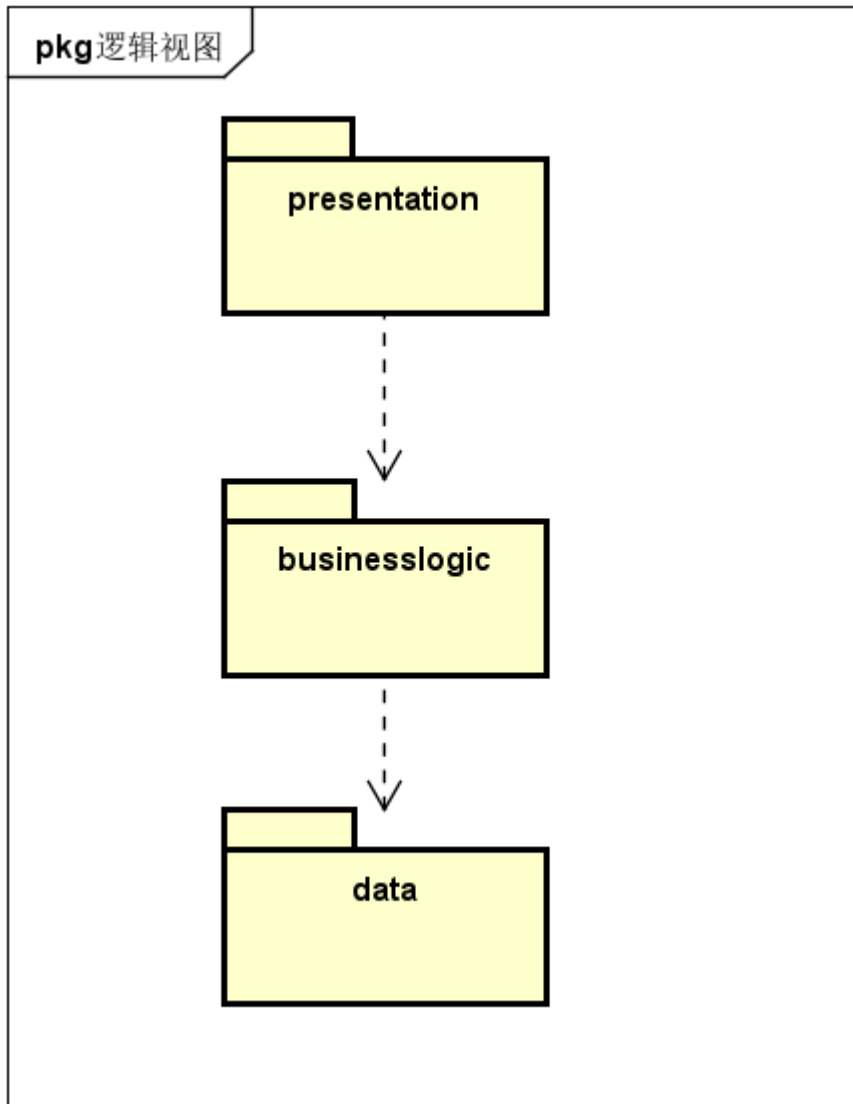 pkg逻辑视图
presentation
businesslogic
data